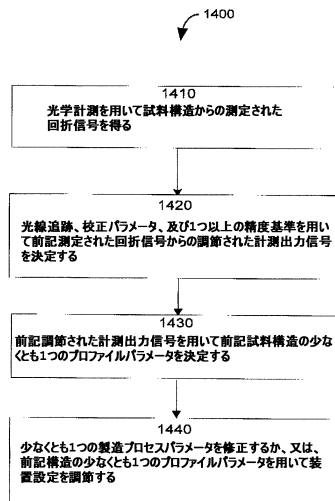 1400
1410
光学計測を用いて試料構造からの測定された
回折信号を得る
1420
光線追跡、校正パラメータ、及び1つ以上の精度基準を用い
て前記測定された回折信号からの調節された計測出力信号
を決定する
1430
前記調節された計測出力信号を用いて前記試料構造の少な
くとも1つのプロファイルパラメータを決定する
1440
少なくとも1つの製造プロセスパラメータを修正するか、又は、
前記構造の少なくとも1つのプロファイルパラメータを用いて装
置設定を調節する